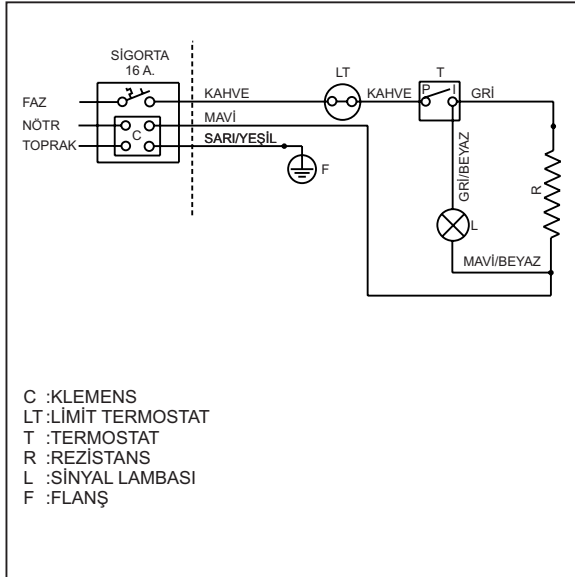 SİGORTA
16 A.
LT
T
FAZ
KAHVE
KAHVE
P
I
GRİ
NÖTR
C
MAVİ
TOPRAK
SARI/YEŞİL
F
GRİ/BEYAZ
R
L
MAVİ/BEYAZ
C :KLEMENS
LT:LİMİT TERMOSTAT
T :TERMOSTAT
R :REZİSTANS
L :SİNYAL LAMBASI
F :FLANŞ